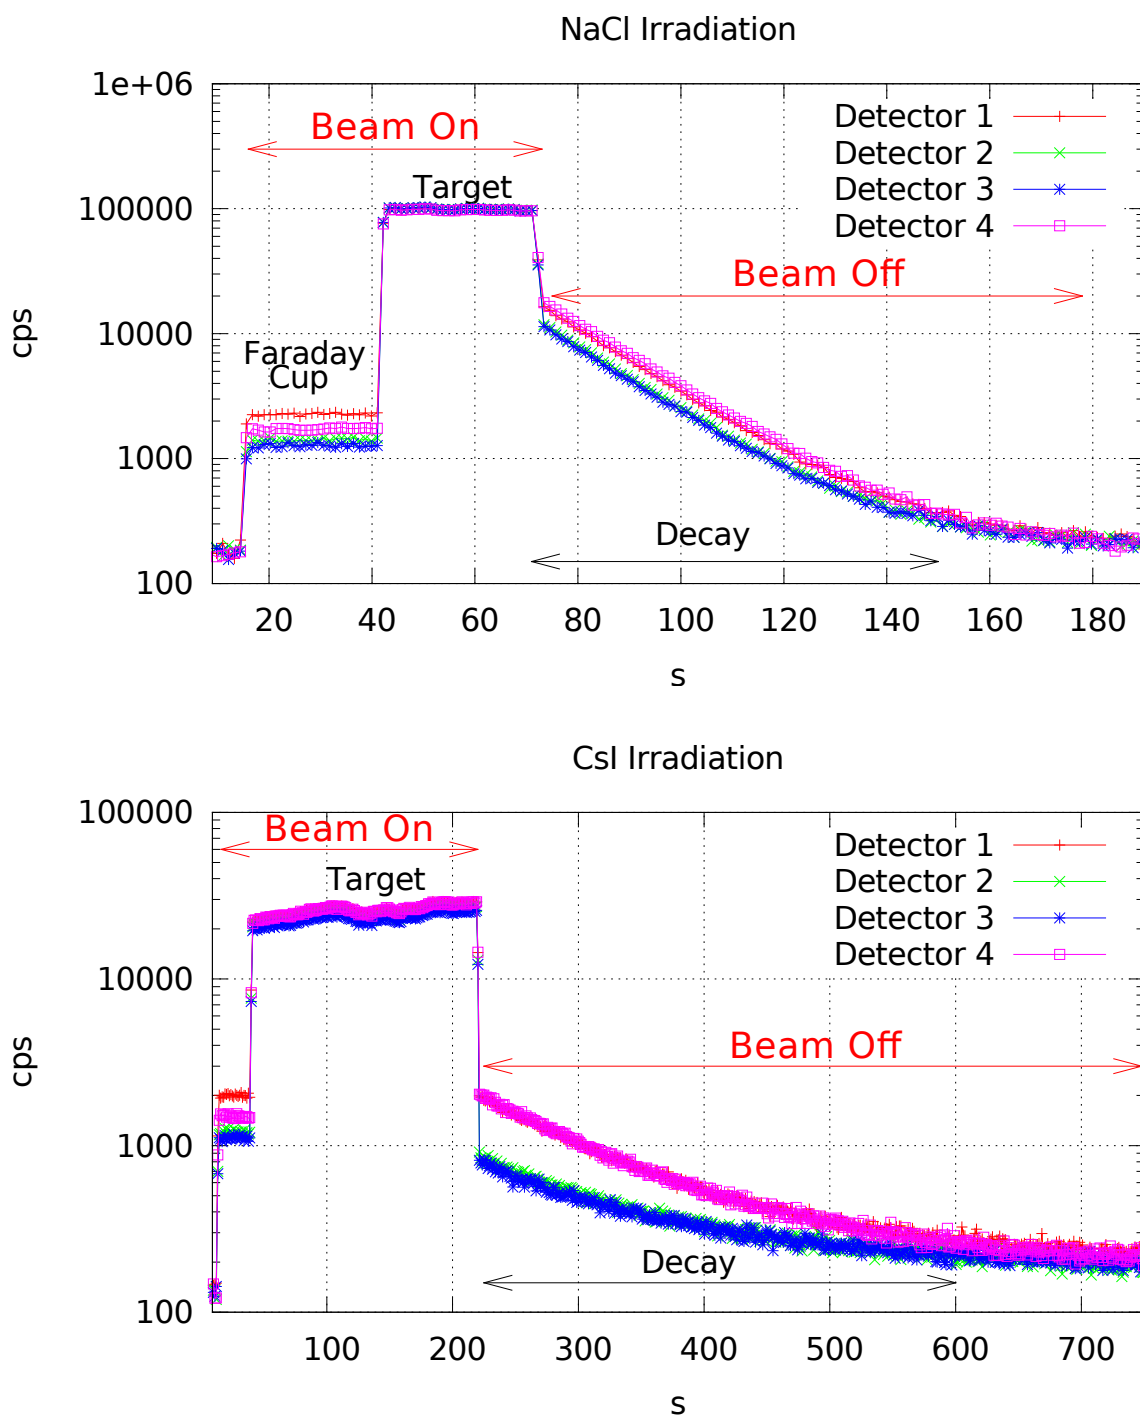 NaCl Irradiation
1e+06
100000
10000
1000
100
cps
Beam On
Target
Faraday
Cup
Beam Off
Decay
Detector 1
Detector 2
Detector 3
Detector 4
20 40 60 80 100 120 140 160 180
s
CsI Irradiation
100000
10000
1000
100
cps
Beam On
Target
Beam Off
Decay
Detector 1
Detector 2
Detector 3
Detector 4
100 200 300 400 500 600 700
s